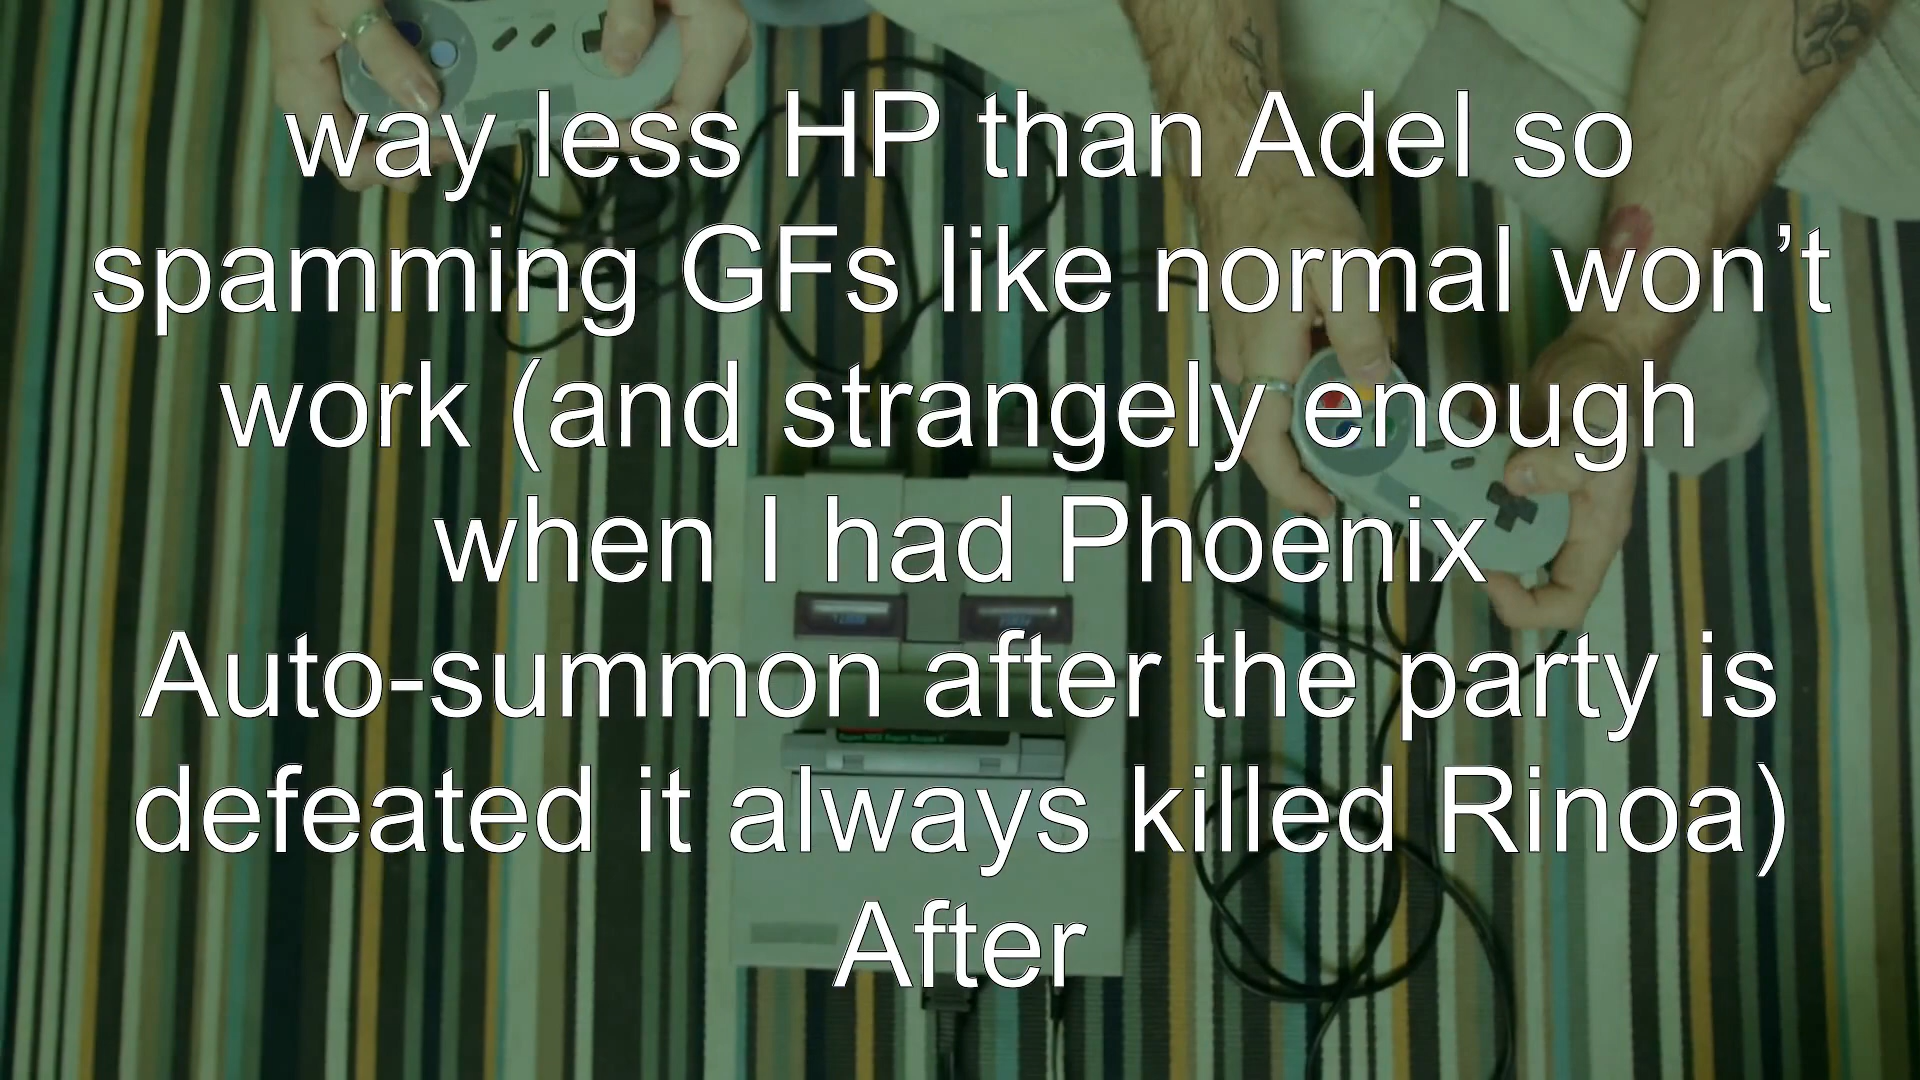 way less HP than Adel so
spamming GFs like normal won’t
work (and strangely enough
when I had Phoenix
Auto-summon after the party is
defeated it always killed Rinoa)
After